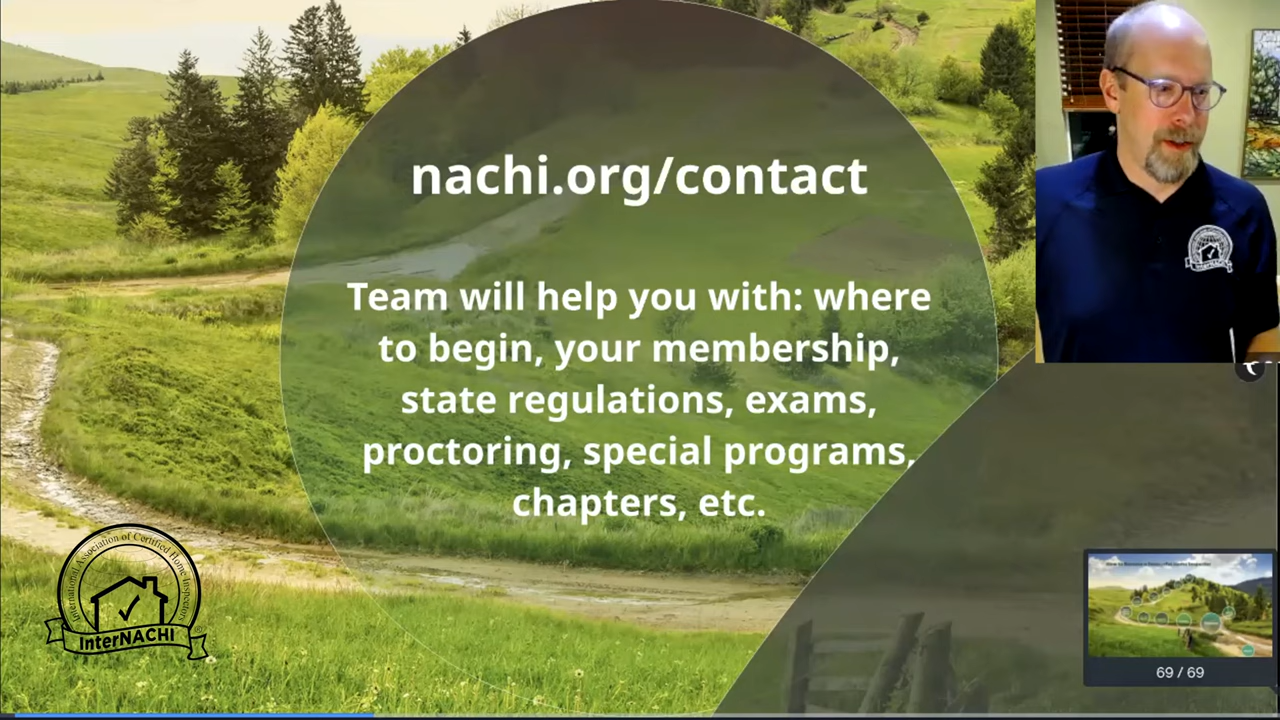 nachi.org/contact
Team will help you with: where
to begin, your membership,
state regulations, exams,
proctoring, special programs,
chapters, etc.
International Association of Certified Home Inspectors
InterNACHI
®
InterNACHI
69 / 69